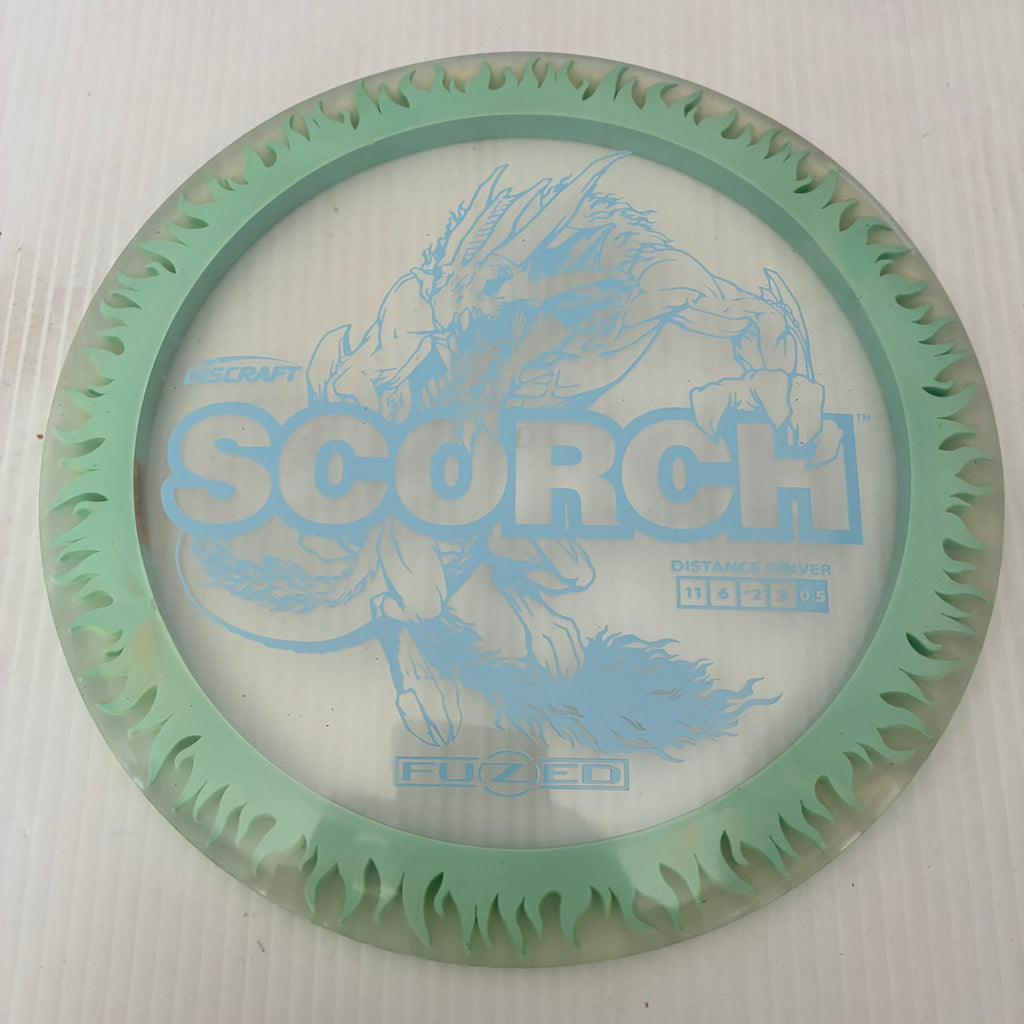 DISCRAFT
SCORCH™
DISTANCE DRIVER
11 6 -2 2 0.5
FUZED